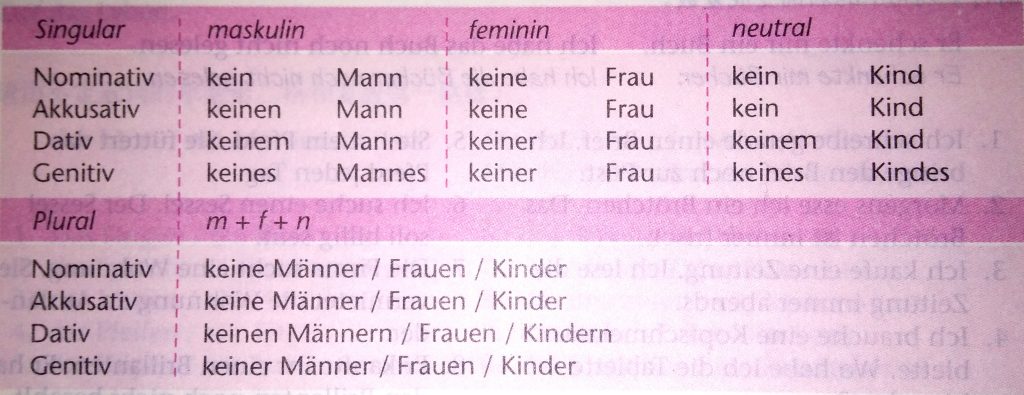 Singular maskulin feminin neutral
Nominativ kein Mann keine Frau kein Kind
Akkusativ keinen Mann keine Frau kein Kind
Dativ keinem Mann keiner Frau keinem Kind
Genitiv keines Mannes keiner Frau keines Kindes
Plural m + f + n
Nominativ keine Männer / Frauen / Kinder
Akkusativ keine Männer / Frauen / Kinder
Dativ keinen Männern / Frauen / Kindern
Genitiv keiner Männer / Frauen / Kinder